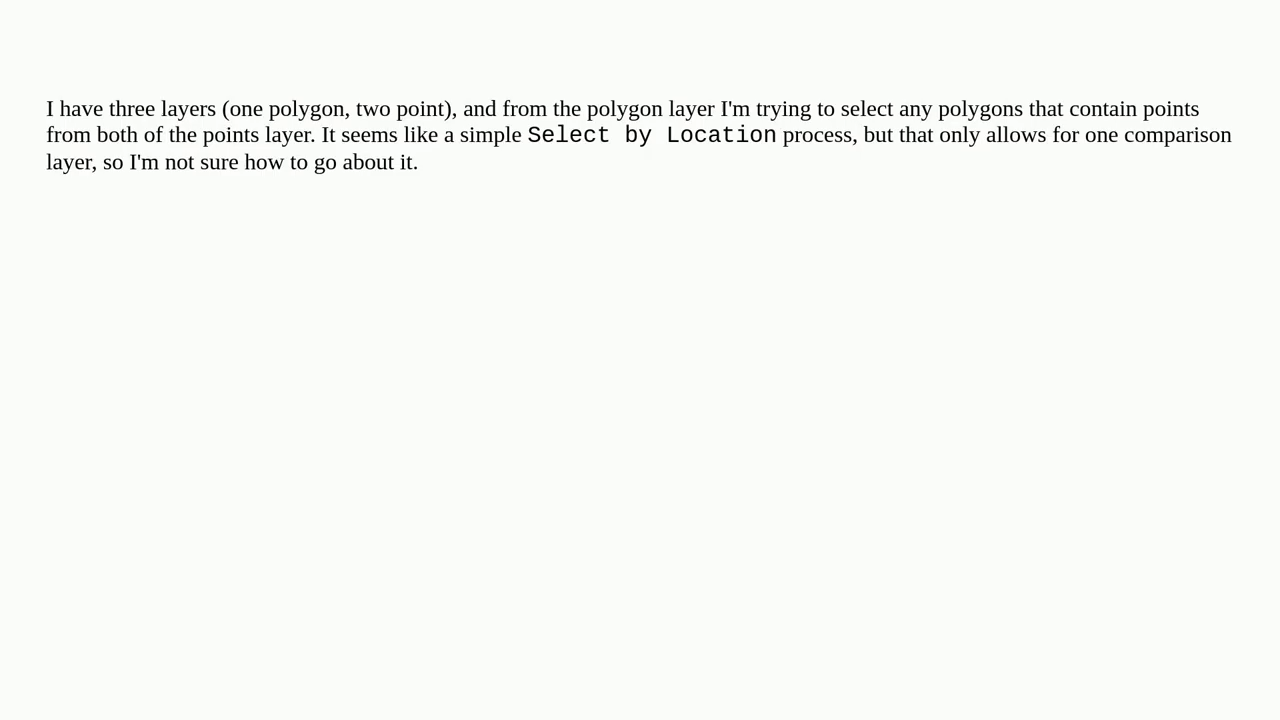 I have three layers (one polygon, two point), and from the polygon layer I'm trying to select any polygons that contain points
from both of the points layer. It seems like a simple Select by Location process, but that only allows for one comparison
layer, so I'm not sure how to go about it.